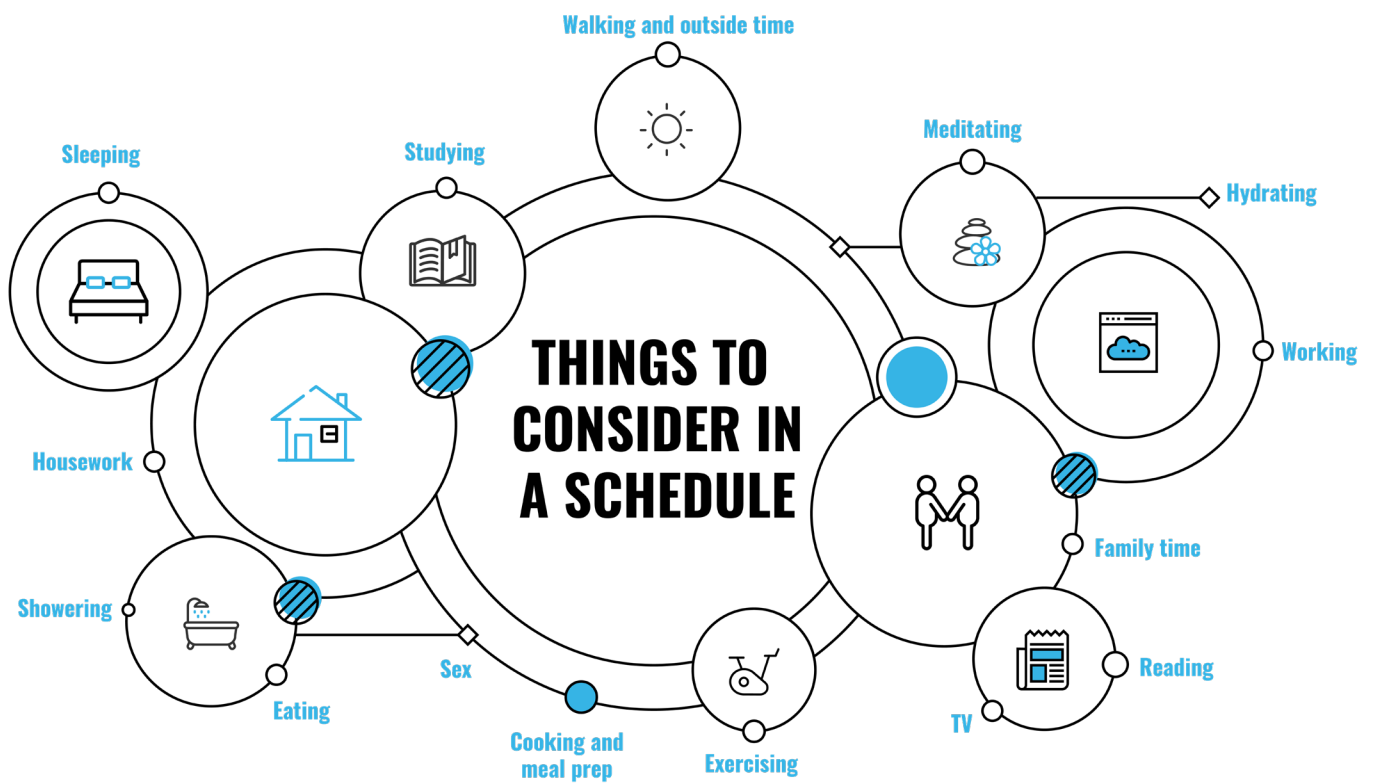 Walking and outside time
Meditating
Sleeping
Studying
Hydrating
THINGS TO
CONSIDER IN
A SCHEDULE
Working
Housework
Family time
Showering
Sex
Reading
Eating
TV
Cooking and
meal prep
Exercising